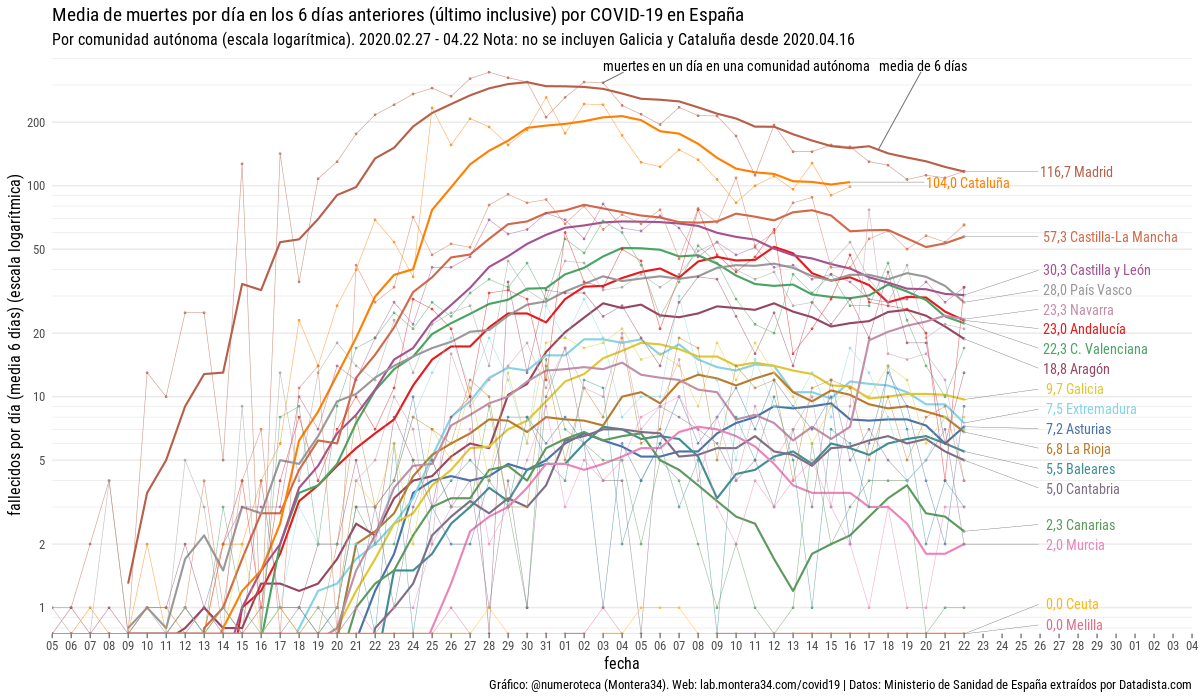 Media de muertes por día en los 6 días anteriores (último inclusive) por COVID-19 en España
Por comunidad autónoma (escala logarítmica). 2020.02.27 - 04.22 Nota: no se incluyen Galicia y Cataluña desde 2020.04.16
muertes en un día en una comunidad autónoma
media de 6 días
fallecidos por día (media 6 días) (escala logarítmica)
200
100
50
20
10
5
2
1
116,7 Madrid
104,0 Cataluña
57,3 Castilla-La Mancha
30,3 Castilla y León
28,0 País Vasco
23,3 Navarra
23,0 Andalucía
22,3 C. Valenciana
18,8 Aragón
9,7 Galicia
7,5 Extremadura
7,2 Asturias
6,8 La Rioja
5,5 Baleares
5,0 Cantabria
2,3 Canarias
2,0 Murcia
0,0 Ceuta
0,0 Melilla
05 06 07 08 09 10 11 12 13 14 15 16 17 18 19 20 21 22 23 24 25 26 27 28 29 30 31 01 02 03 04 05 06 07 08 09 10 11 12 13 14 15 16 17 18 19 20 21 22 23 24 25 26 27 28 29 30 01 02 03 04
fecha
Gráfico: @numeroteca (Montera34). Web: lab.montera34.com/covid19 | Datos: Ministerio de Sanidad de España extraídos por Datadista.com